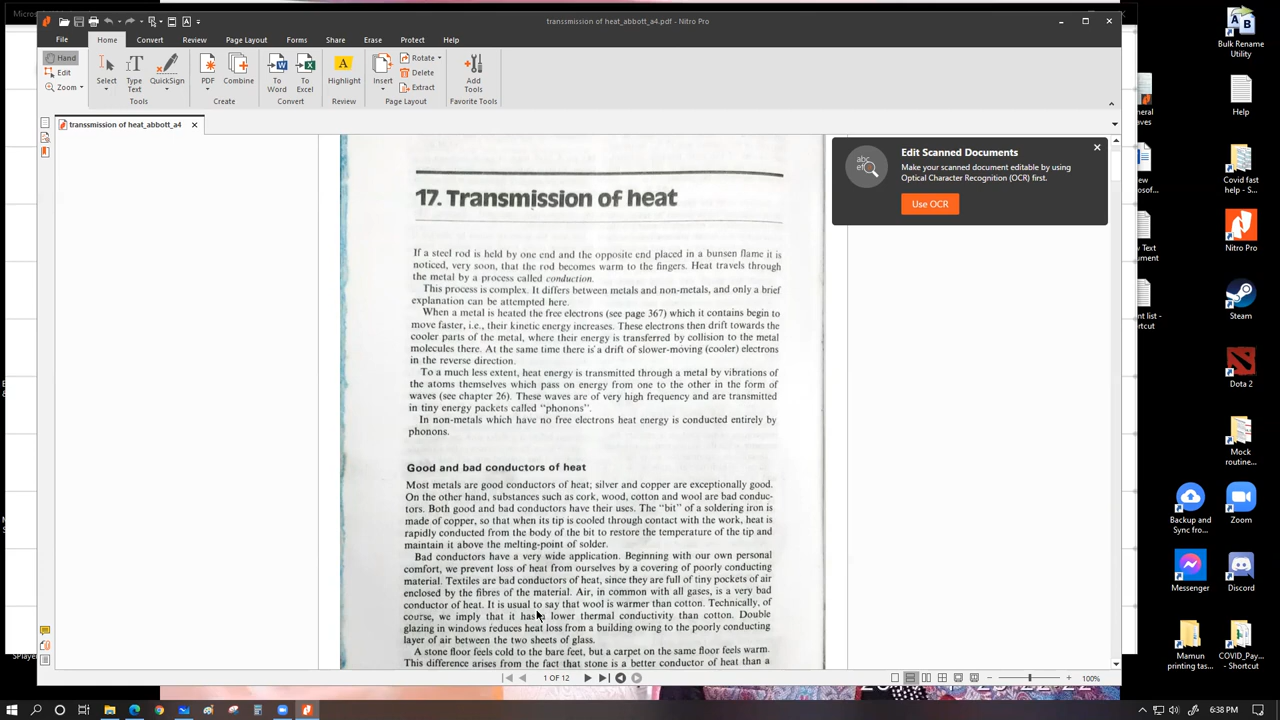 Micros
transsmission of heat_abbott_a4.pdf - Nitro Pro
File
Home
Convert
Review
Page Layout
Forms
Share
Erase
Protect
Help
Hand
Edit
Zoom
Select
Type
Text
QuickSign
Tools
PDF
Combine
Create
To
Word
To
Excel
Convert
Highlight
Review
Insert
Rotate
Delete
Extract
Page Layout
Add
Tools
Favorite Tools
transsmission of heat_abbott_a4
Edit Scanned Documents
Make your scanned document editable by using
Optical Character Recognition (OCR) first.
Use OCR
17. Transmission of heat
If a steel rod is held by one end and the opposite end placed in a bunsen flame it is
noticed, very soon, that the rod becomes warm to the fingers. Heat travels through
the metal by a process called conduction.
This process is complex. It differs between metals and non-metals, and only a brief
explanation can be attempted here.
When a metal is heated the free electrons (see page 367) which it contains begin to
move faster, i.e., their kinetic energy increases. These electrons then drift towards the
cooler parts of the metal, where their energy is transferred by collision to the metal
molecules there. At the same time there is a drift of slower-moving (cooler) electrons
in the reverse direction.
To a much less extent, heat energy is transmitted through a metal by vibrations of
the atoms themselves which pass on energy from one to the other in the form of
waves (see chapter 26). These waves are of very high frequency and are transmitted
in tiny energy packets called "phonons".
In non-metals which have no free electrons heat energy is conducted entirely by
phonons.
Good and bad conductors of heat
Most metals are good conductors of heat; silver and copper are exceptionally good.
On the other hand, substances such as cork, wood, cotton and wool are bad conduc-
tors. Both good and bad conductors have their uses. The "bit" of a soldering iron is
made of copper, so that when its tip is cooled through contact with the work, heat is
rapidly conducted from the body of the bit to restore the temperature of the tip and
maintain it above the melting-point of solder.
Bad conductors have a very wide application. Beginning with our own personal
comfort, we prevent loss of heat from ourselves by a covering of poorly conducting
material. Textiles are bad conductors of heat, since they are full of tiny pockets of air
enclosed by the fibres of the material. Air, in common with all gases, is a very bad
conductor of heat. It is usual to say that wool is warmer than cotton. Technically, of
course, we imply that it has a lower thermal conductivity than cotton. Double
glazing in windows reduces heat loss from a building owing to the poorly conducting
layer of air between the two sheets of glass.
A stone floor feels cold to the bare feet, but a carpet on the same floor feels warm.
This difference arises from the fact that stone is a better conductor of heat than a
1 OF 12
100%
Bulk Rename
Utility
Help
Covid fast
help - S...
Nitro Pro
Steam
Dota 2
Mock
routine...
Backup and
Sync fro...
Zoom
Messenger
Discord
Mamun
printing tas...
COVID_Pay...
- Shortcut
6:38 PM